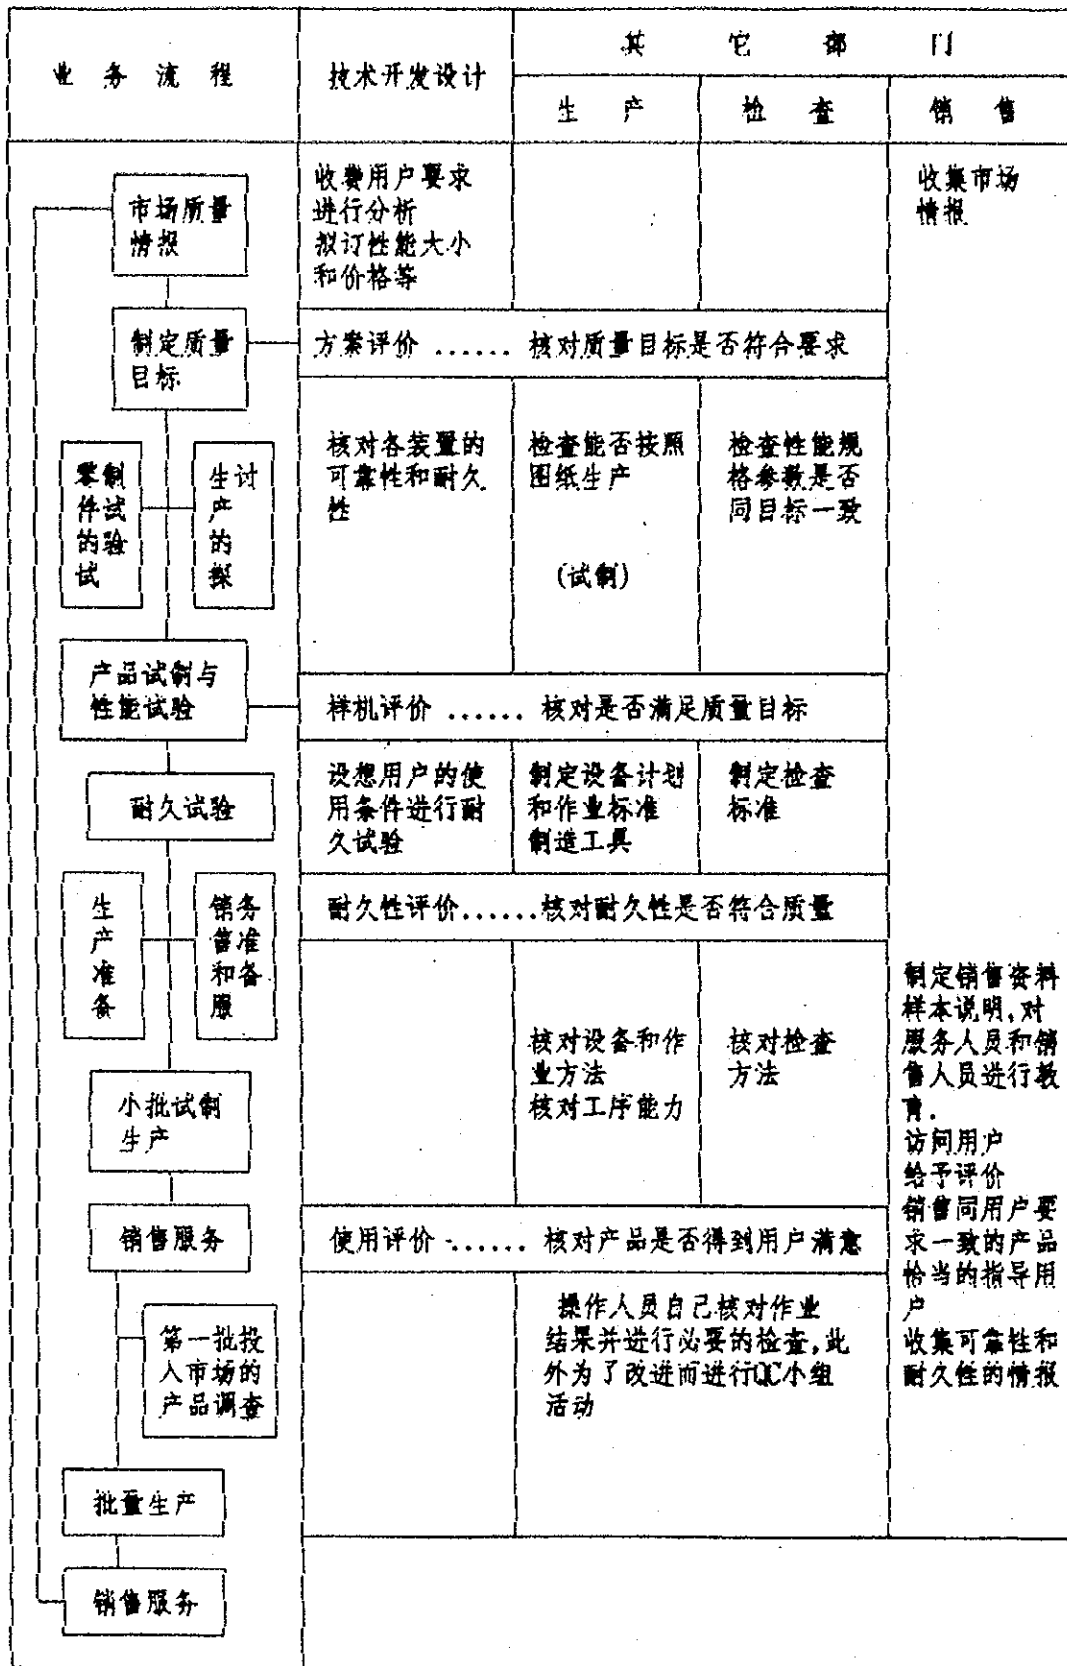 业务流程
技术开发设计
其它部门
生产
检查
销售
市场质量
情报
收费用户要求
进行分析
拟订性能大小
和价格等
收集市场
情报
制定质量
目标
方案评价 ...... 核对质量目标是否符合要求
零制
件试
的验
试
生讨
产
的
探
核对各装置的
可靠性和耐久
性
检查能否按照
图纸生产
(试制)
检查性能规
格参数是否
同目标一致
产品试制与
性能试验
样机评价 ...... 核对是否满足质量目标
耐久试验
设想用户的使
用条件进行耐
久试验
制定设备计划
和作业标准
制造工具
制定检查
标准
生
产
准
备
销务
售准
和备
服
耐久性评价......核对耐久性是否符合质量
小批试制
生产
核对设备和作
业方法
核对工序能力
核对检查
方法
制定销售资料
样本说明,对
服务人员和销
售人员进行教
育.
访问用户
给予评价
销售同用户要
求一致的产品
恰当的指导用
户
收集可靠性和
耐久性的情报
销售服务
使用评价 ...... 核对产品是否得到用户满意
第一批投
入市场的
产品调查
操作人员自己核对作业
结果并进行必要的检查,此
外为了改进而进行QC小组
活动
批量生产
销售服务